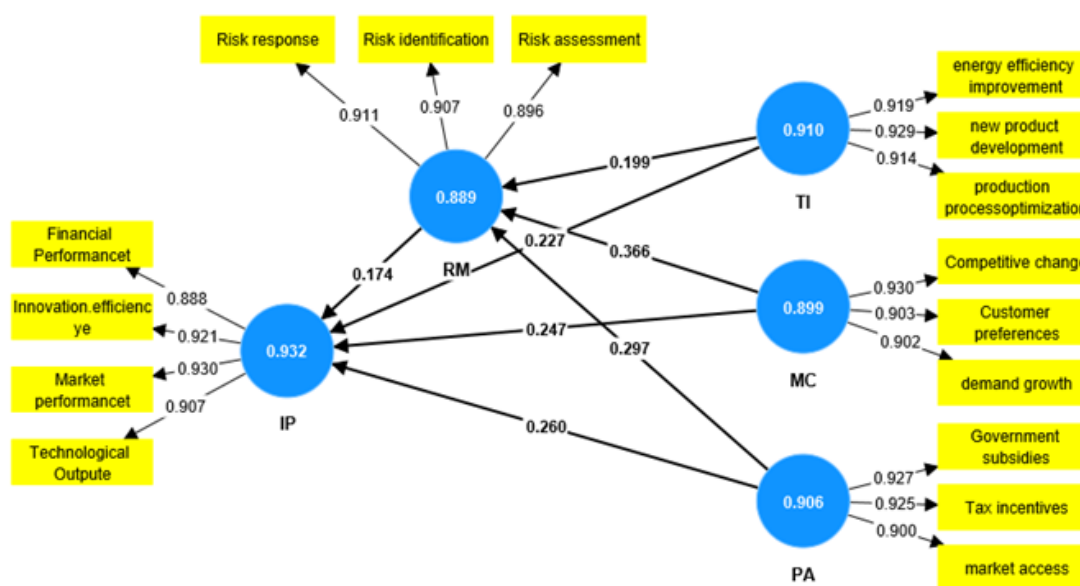 Risk response
Risk identification
Risk assessment
0.911
0.907
0.896
0.889
RM
energy efficiency
improvement
new product
development
production
processoptimization
0.919
0.929
0.914
0.910
TI
0.199
0.227
0.366
0.174
0.247
0.297
0.260
Financial
Performancet
Innovation.efficienc
ye
Market
performancet
Technological
Outpute
0.888
0.921
0.930
0.907
0.932
IP
Competitive change
Customer
preferences
demand growth
0.930
0.903
0.902
0.899
MC
Government
subsidies
Tax incentives
market access
0.927
0.925
0.900
0.906
PA